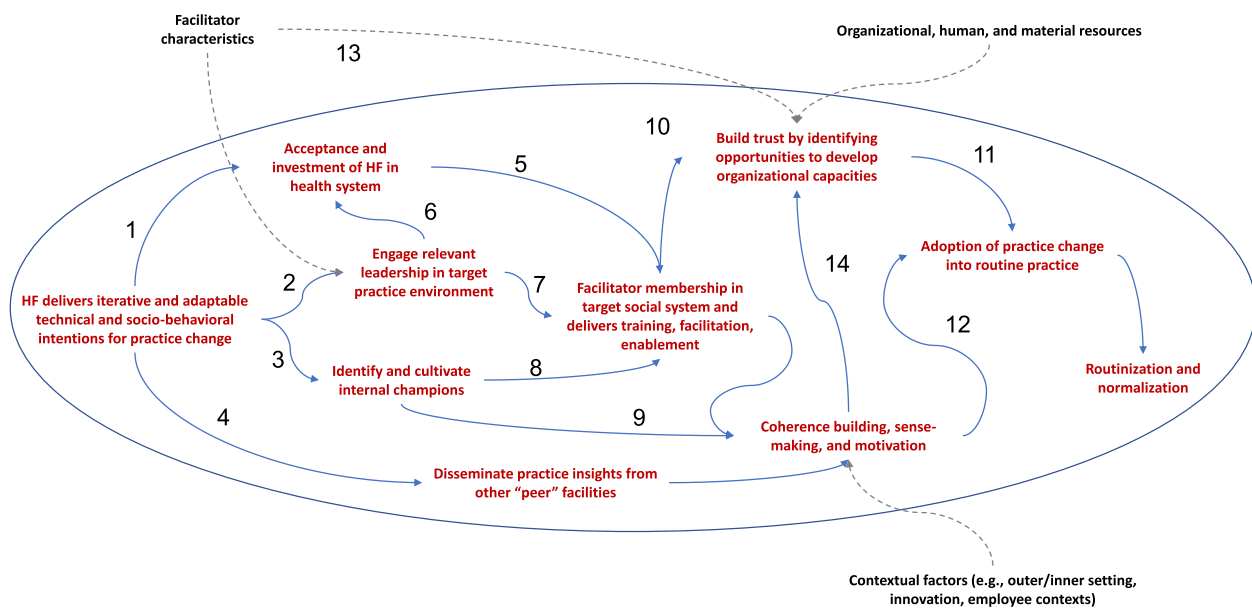 Facilitator
characteristics
13
Organizational, human, and material resources
10
Build trust by identifying
opportunities to develop
organizational capacities
11
Acceptance and
investment of HF in
health system
5
1
6
Engage relevant
leadership in target
practice environment
2
7
Adoption of practice change
into routine practice
14
HF delivers iterative and adaptable
technical and socio-behavioral
intentions for practice change
Facilitator membership in
target social system and
delivers training, facilitation,
enablement
12
3
Identify and cultivate
internal champions
8
Routinization and
normalization
4
9
Coherence building, sense-
making, and motivation
Disseminate practice insights from
other “peer” facilities
Contextual factors (e.g., outer/inner setting,
innovation, employee contexts)